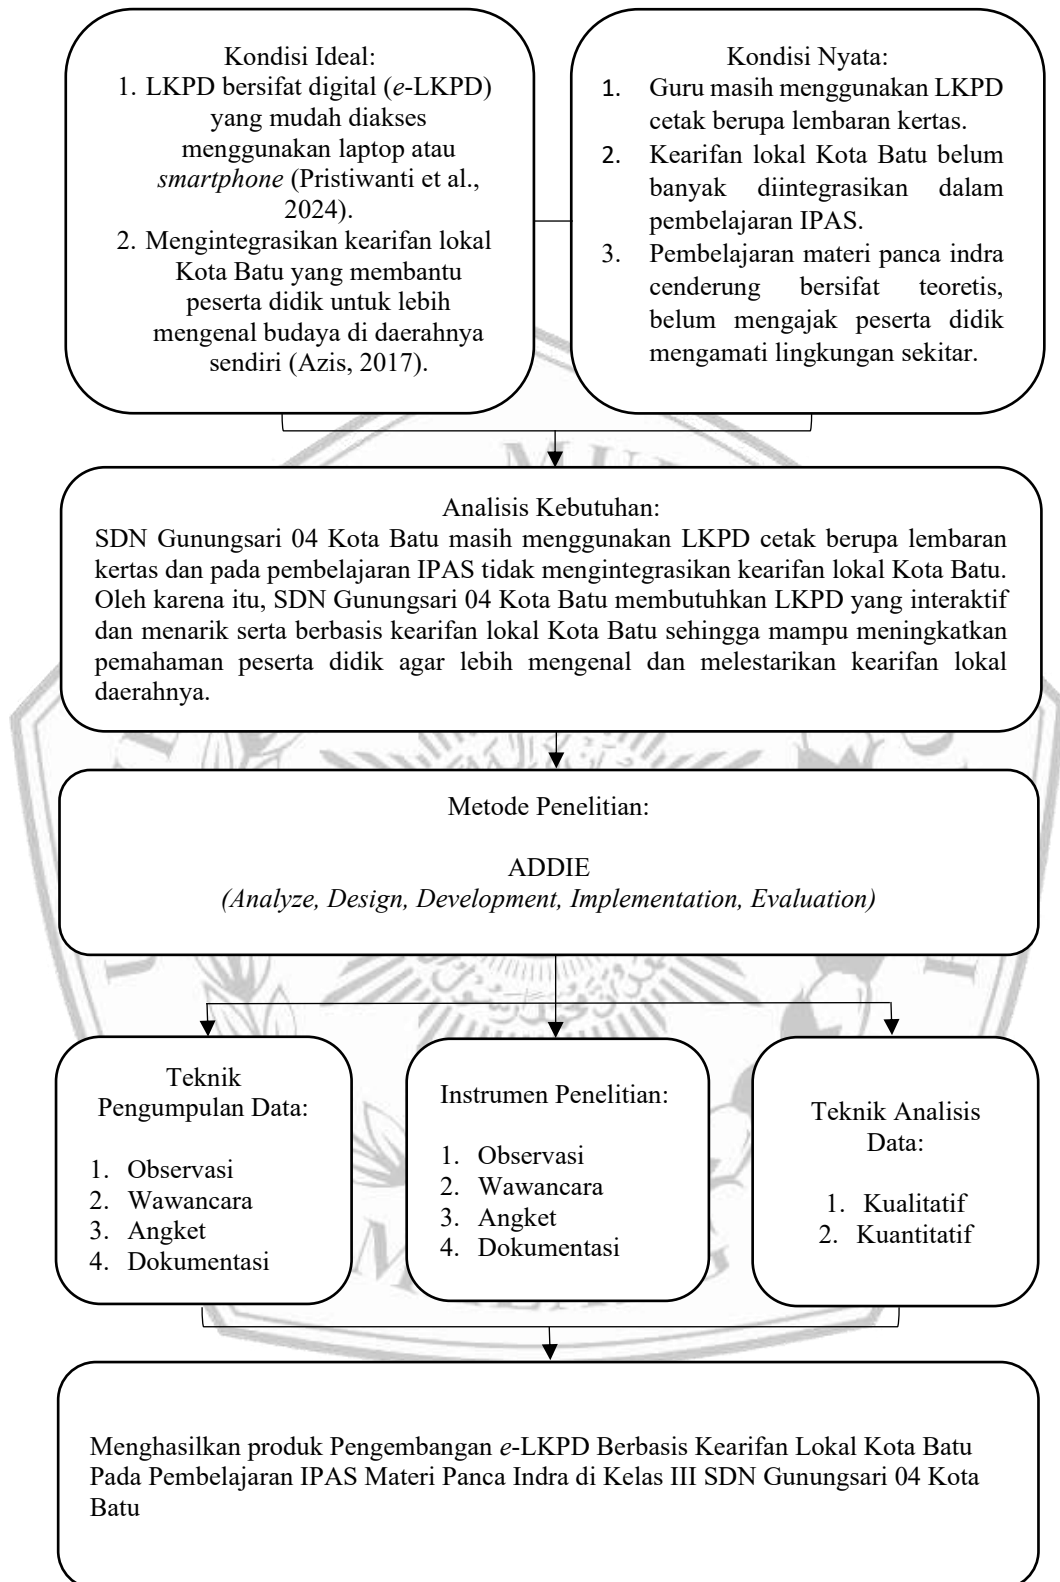 Kondisi Ideal:
1. LKPD bersifat digital (e-LKPD)
yang mudah diakses
menggunakan laptop atau
smartphone (Pristiwanti et al.,
2024).
2. Mengintegrasikan kearifan lokal
Kota Batu yang membantu
peserta didik untuk lebih
mengenal budaya di daerahnya
sendiri (Azis, 2017).
Kondisi Nyata:
1. Guru masih menggunakan LKPD
cetak berupa lembaran kertas.
2. Kearifan lokal Kota Batu belum
banyak diintegrasikan dalam
pembelajaran IPAS.
3. Pembelajaran materi panca indra
cenderung bersifat teoretis,
belum mengajak peserta didik
mengamati lingkungan sekitar.
Analisis Kebutuhan:
SDN Gunungsari 04 Kota Batu masih menggunakan LKPD cetak berupa lembaran
kertas dan pada pembelajaran IPAS tidak mengintegrasikan kearifan lokal Kota Batu.
Oleh karena itu, SDN Gunungsari 04 Kota Batu membutuhkan LKPD yang interaktif
dan menarik serta berbasis kearifan lokal Kota Batu sehingga mampu meningkatkan
pemahaman peserta didik agar lebih mengenal dan melestarikan kearifan lokal
daerahnya.
Metode Penelitian:
ADDIE
(Analyze, Design, Development, Implementation, Evaluation)
Teknik
Pengumpulan Data:
1. Observasi
2. Wawancara
3. Angket
4. Dokumentasi
Instrumen Penelitian:
1. Observasi
2. Wawancara
3. Angket
4. Dokumentasi
Teknik Analisis
Data:
1. Kualitatif
2. Kuantitatif
Menghasilkan produk Pengembangan e-LKPD Berbasis Kearifan Lokal Kota Batu
Pada Pembelajaran IPAS Materi Panca Indra di Kelas III SDN Gunungsari 04 Kota
Batu